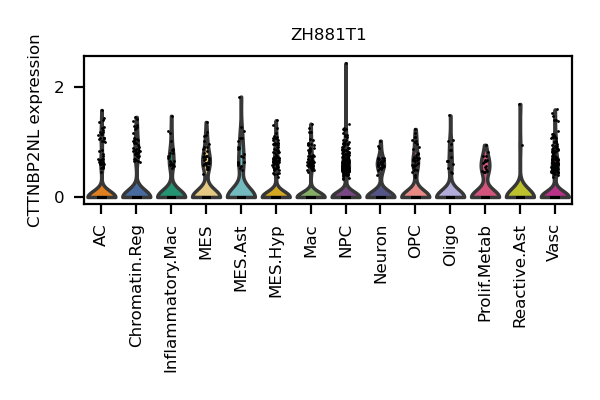 ZH881T1
CTTNBP2NL expression
2
0
AC
Chromatin.Reg
Inflammatory.Mac
MES
MES.Ast
MES.Hyp
Mac
NPC
Neuron
OPC
Oligo
Prolif.Metab
Reactive.Ast
Vasc